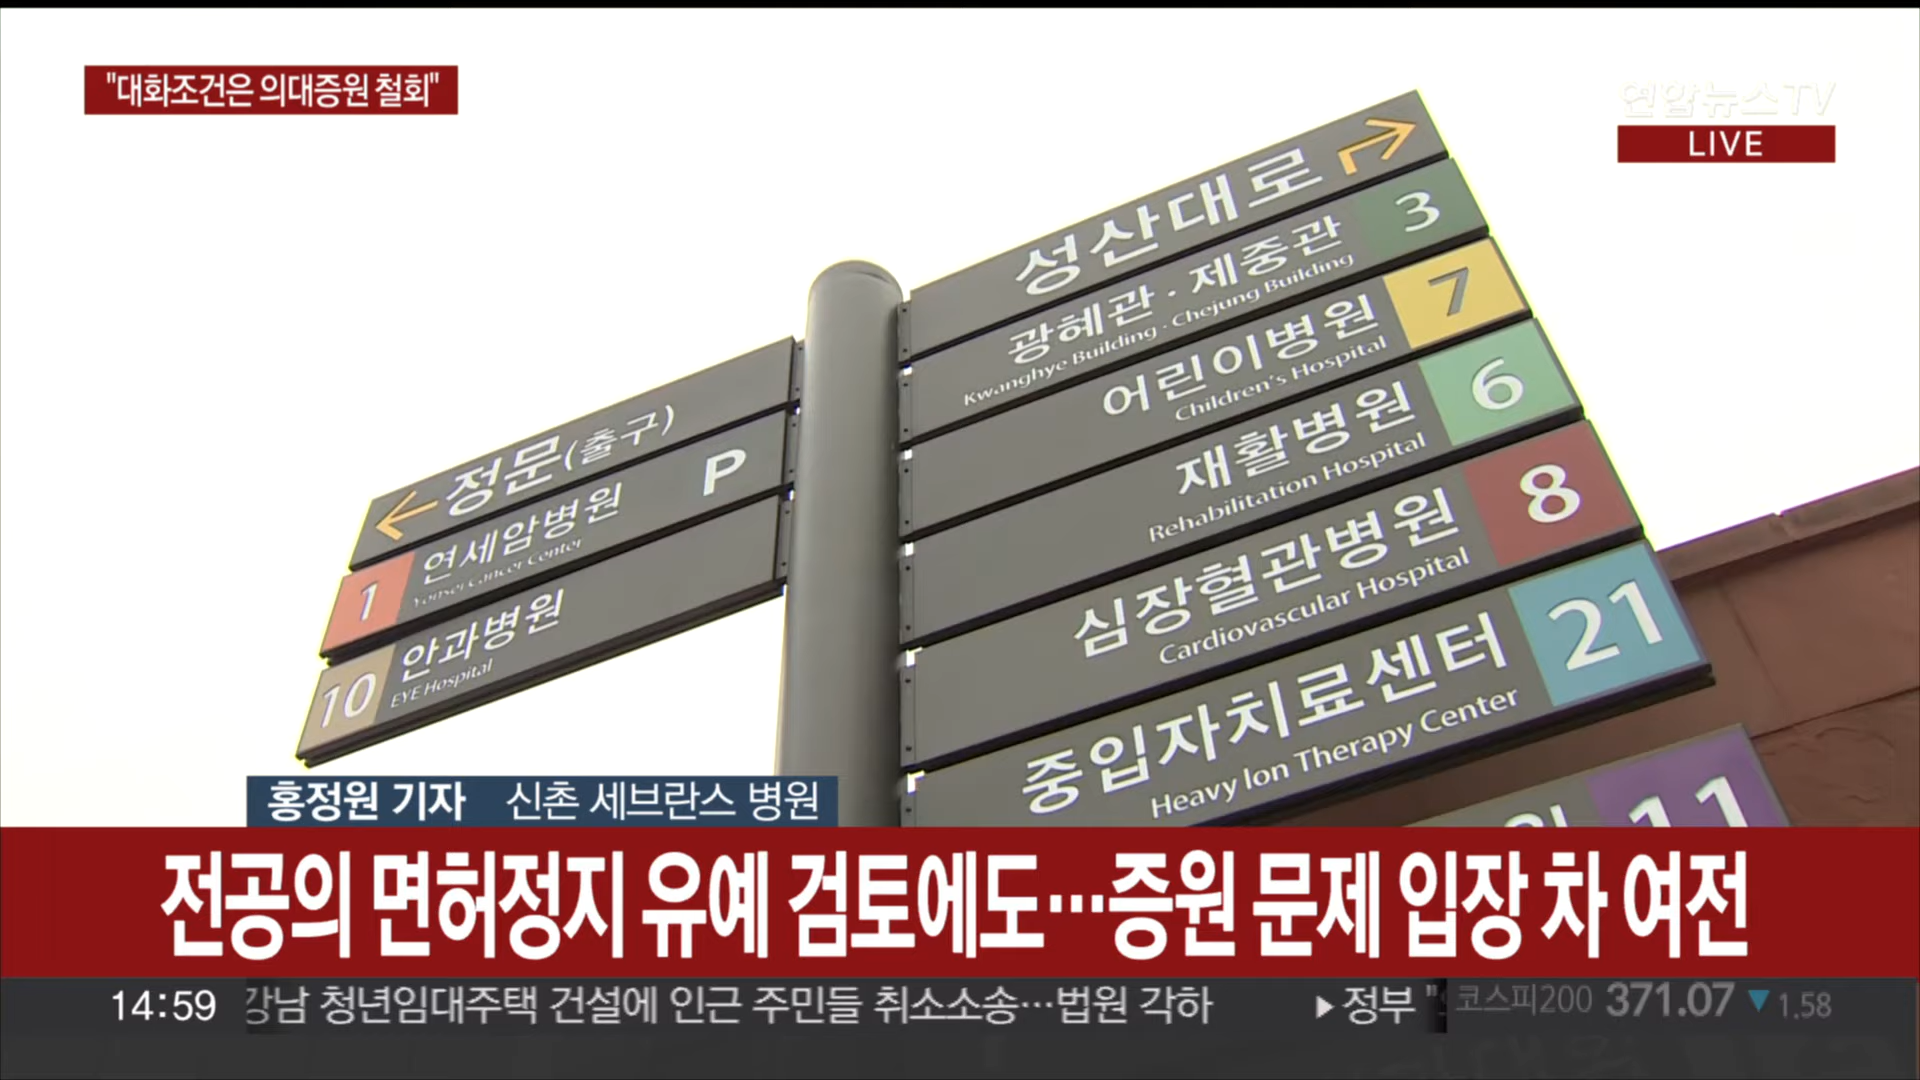 "대화조건은 의대증원 철회"
연합뉴스TV
LIVE
성산대로
광혜관·제중관 3
Kwanghye Building · Chejung Building
어린이병원 7
Children's Hospital
재활병원 6
Rehabilitation Hospital
심장혈관병원 8
Cardiovascular Hospital
중입자치료센터 21
Heavy Ion Therapy Center
11
정문(출구)
1 연세암병원 P
Yonsei Cancer Center
10 안과병원
EYE Hospital
홍정원 기자 신촌 세브란스 병원
전공의 면허정지 유예 검토에도…증원 문제 입장 차 여전
14:59 강남 청년임대주택 건설에 인근 주민들 취소소송…법원 각하 ▶정부 "
코스피200 371.07 ▼ 1.58